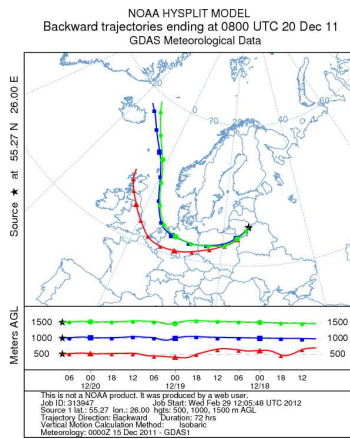 NOAA HYSPLIT MODEL
Backward trajectories ending at 0800 UTC 20 Dec 11
GDAS Meteorological Data
Source ★ at 55.27 N 26.00 E
20
0
70
40
Meters AGL
1500 1500
1000 1000
500 500
06 00 18 12 06 00 18 12 06 00 18 12
12/20 12/19 12/18
This is not a NOAA product. It was produced by a web user.
Job ID: 313947 Job Start: Wed Feb 29 12:05:48 UTC 2012
Source 1 lat.: 55.27 lon.: 26.00 hgts: 500, 1000, 1500 m AGL
Trajectory Direction: Backward Duration: 72 hrs
Vertical Motion Calculation Method: Isobaric
Meteorology: 0000Z 15 Dec 2011 - GDAS1